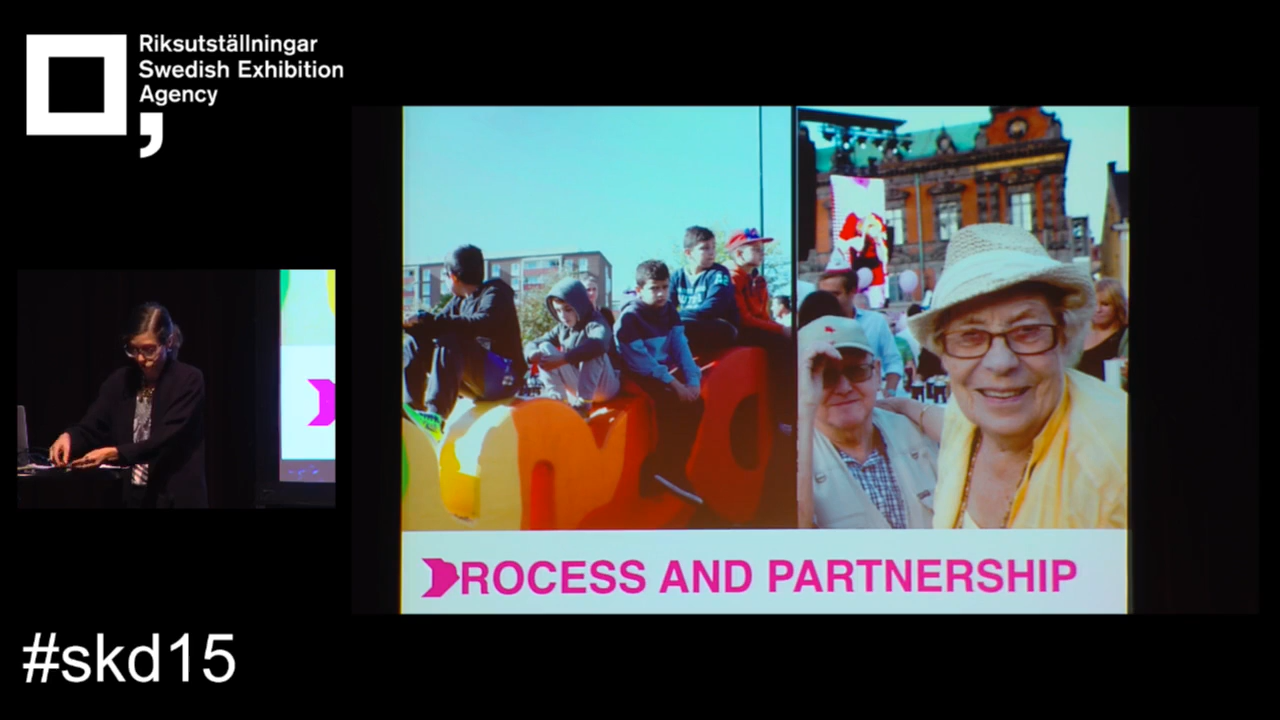 Riksutställningar
Swedish Exhibition
Agency
PROCESS AND PARTNERSHIP
#skd15